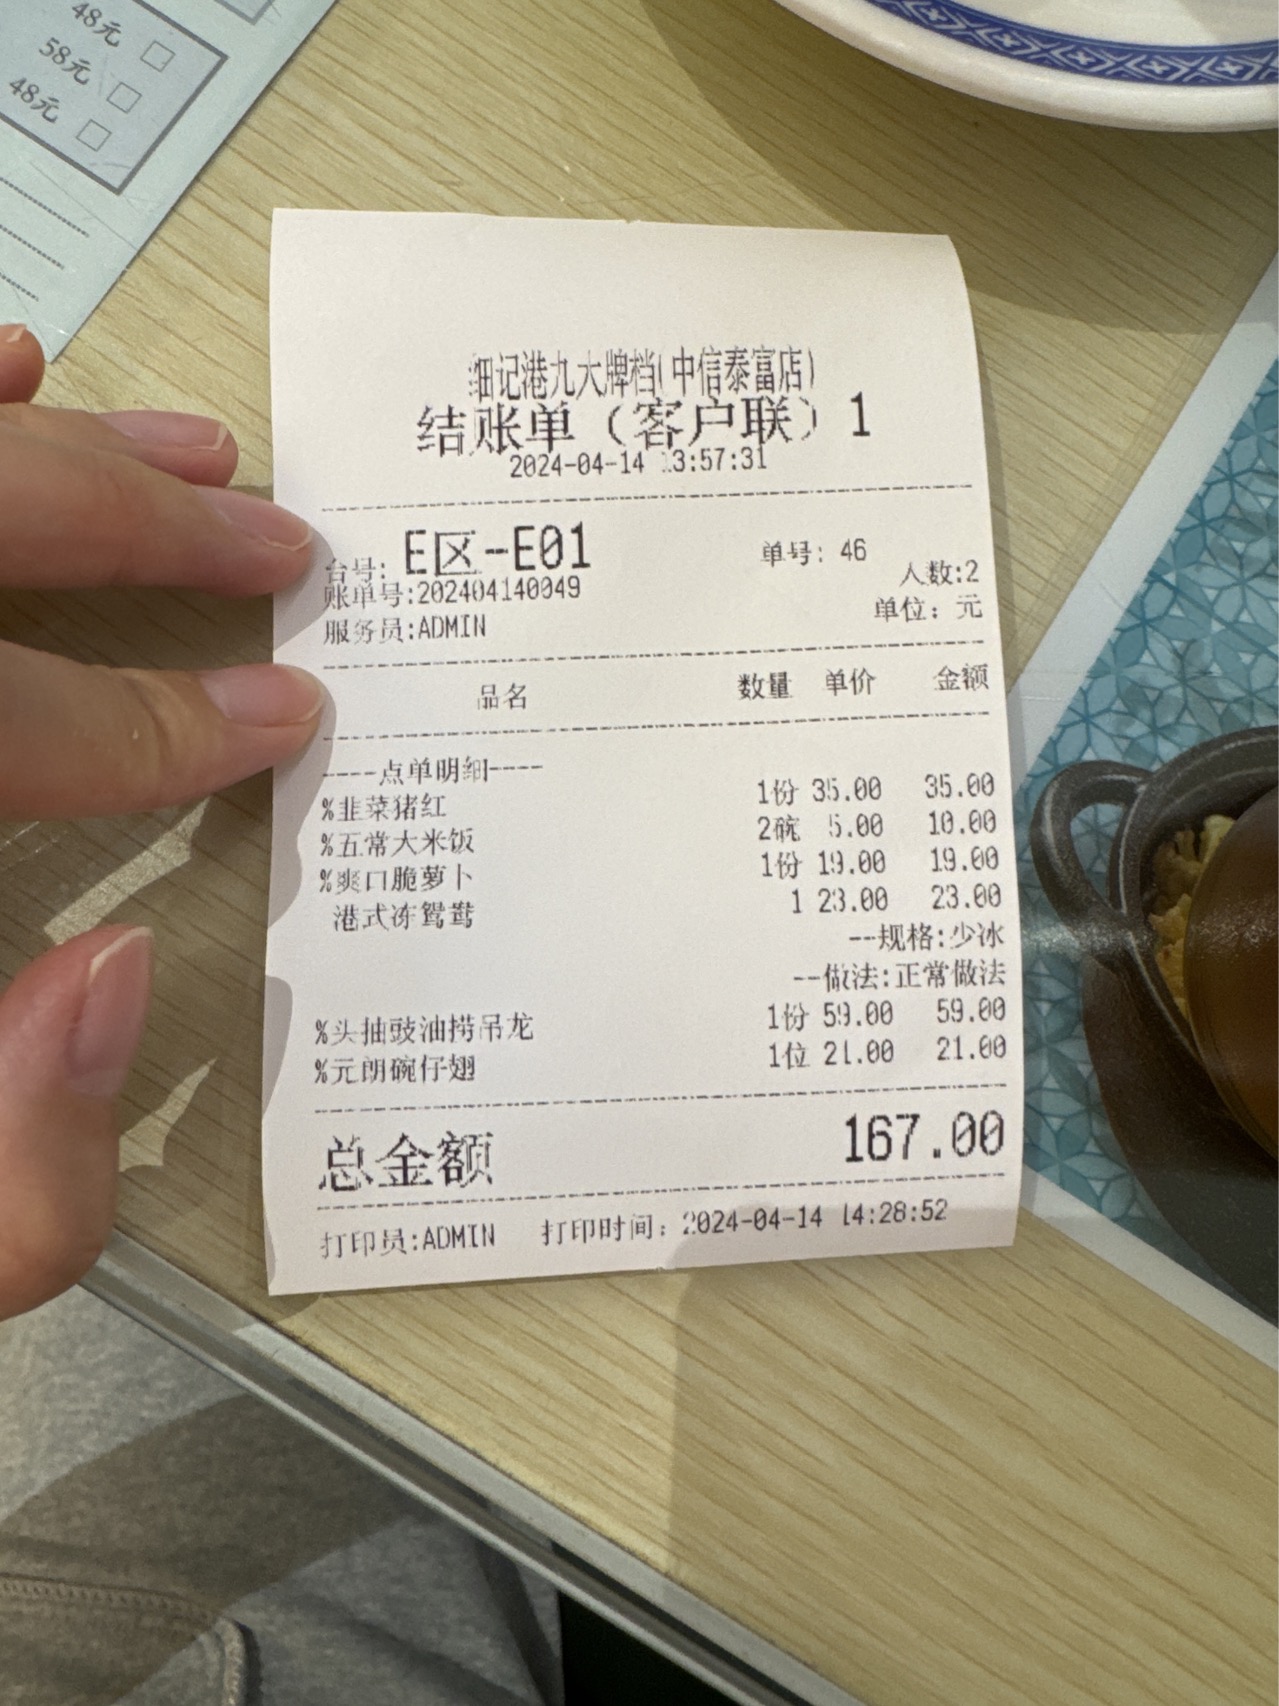 48元
58元
48元
细记港九大牌档(中信泰富店)
结账单（客户联）1
2024-04-14 13:57:31
台号: E区-E01 单号: 46
人数:2
账单号:202404140049
单位: 元
服务员:ADMIN
品名 数量 单价 金额
----点单明细----
%韭菜猪红 1份 35.00 35.00
%五常大米饭 2碗 5.00 10.00
%爽口脆萝卜 1份 19.00 19.00
港式冻鸳鸯 1 23.00 23.00
--规格:少冰
--做法:正常做法
%头抽豉油捞吊龙 1份 59.00 59.00
%元朗碗仔翅 1位 21.00 21.00
总金额 167.00
打印员:ADMIN 打印时间: 2024-04-14 14:28:52